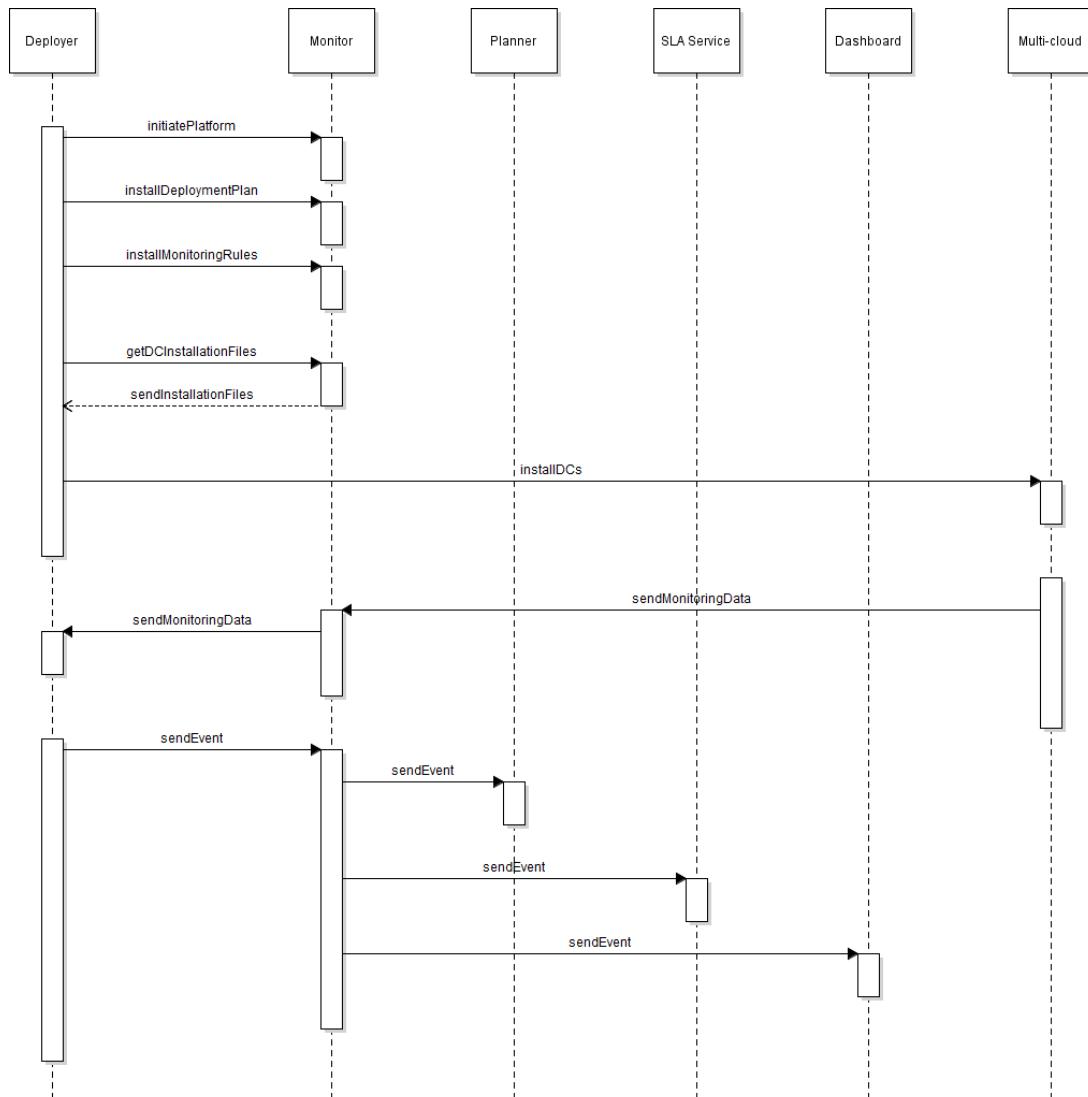 Deployer
Monitor
Planner
SLA Service
Dashboard
Multi-cloud
initiatePlatform
installDeploymentPlan
installMonitoringRules
getDCInstallationFiles
sendInstallationFiles
installDCs
sendMonitoringData
sendMonitoringData
sendEvent
sendEvent
sendEvent
sendEvent